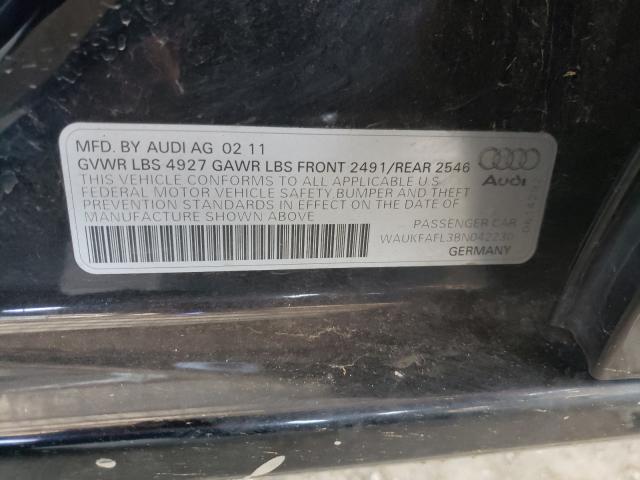 MFD. BY AUDI AG 02 11
GVWR LBS 4927 GAWR LBS FRONT 2491/REAR 2546
THIS VEHICLE CONFORMS TO ALL APPLICABLE U S
FEDERAL MOTOR VEHICLE SAFETY BUMPER AND THEFT
PREVENTION STANDARDS IN EFFECT ON THE DATE OF
MANUFACTURE SHOWN ABOVE
Audi
PASSENGER CAR
WAUKFAFL3BN042230
GERMANY